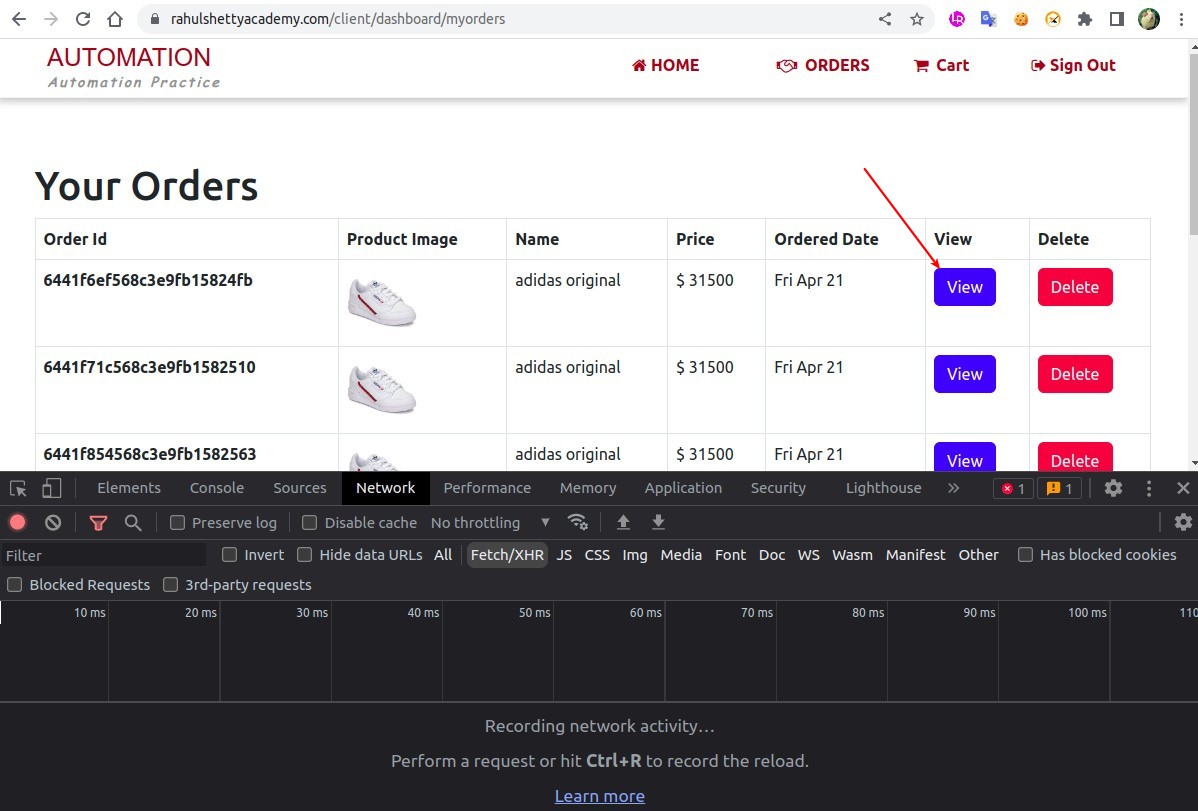 rahulshettyacademy.com/client/dashboard/myorders
AUTOMATION
Automation Practice
HOME ORDERS Cart Sign Out
Your Orders
Order Id Product Image Name Price Ordered Date View Delete
6441f6ef568c3e9fb15824fb adidas original $ 31500 Fri Apr 21 View Delete
6441f71c568c3e9fb1582510 adidas original $ 31500 Fri Apr 21 View Delete
6441f854568c3e9fb1582563 adidas original $ 31500 Fri Apr 21 View Delete
Elements Console Sources Network Performance Memory Application Security Lighthouse » 1 1
Preserve log Disable cache No throttling
Filter Invert Hide data URLs All Fetch/XHR JS CSS Img Media Font Doc WS Wasm Manifest Other Has blocked cookies
Blocked Requests 3rd-party requests
10 ms 20 ms 30 ms 40 ms 50 ms 60 ms 70 ms 80 ms 90 ms 100 ms 110
Recording network activity…
Perform a request or hit Ctrl+R to record the reload.
Learn more